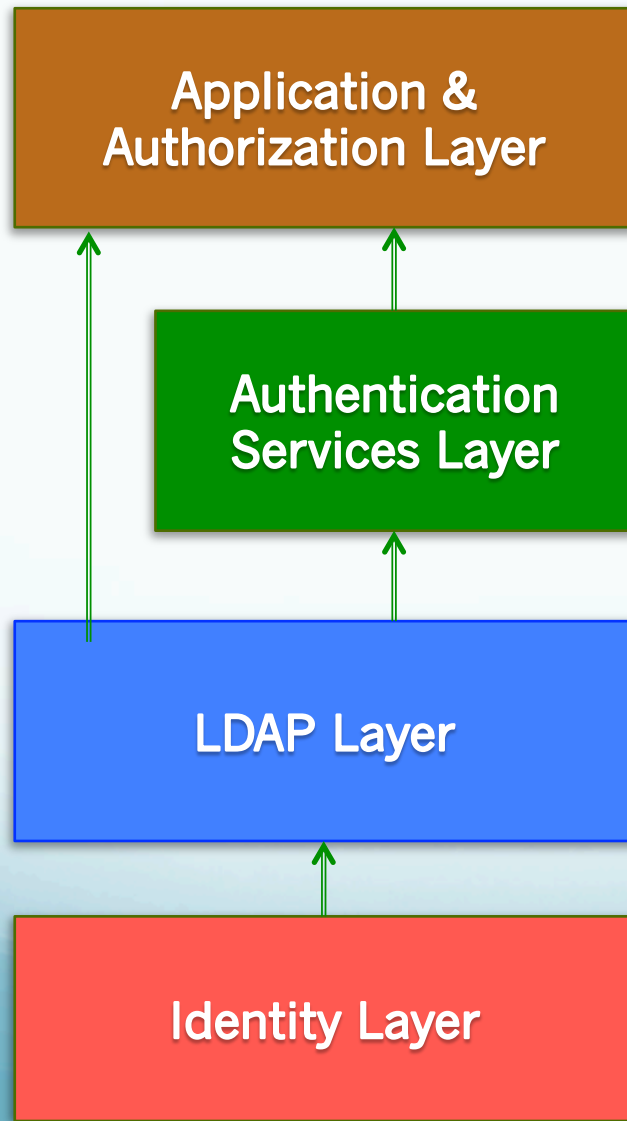 Application &
Authorization Layer
Authentication
Services Layer
LDAP Layer
Identity Layer